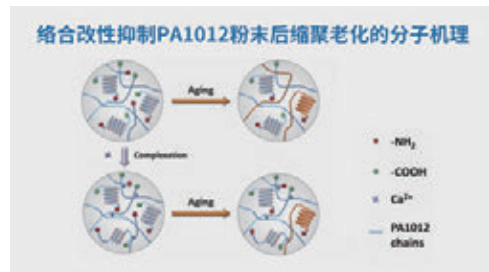 络合改性抑制PA1012粉末后缩聚老化的分子机理
Aging
Complexation
Aging
-NH2
-COOH
Ca2+
PA1012
chains